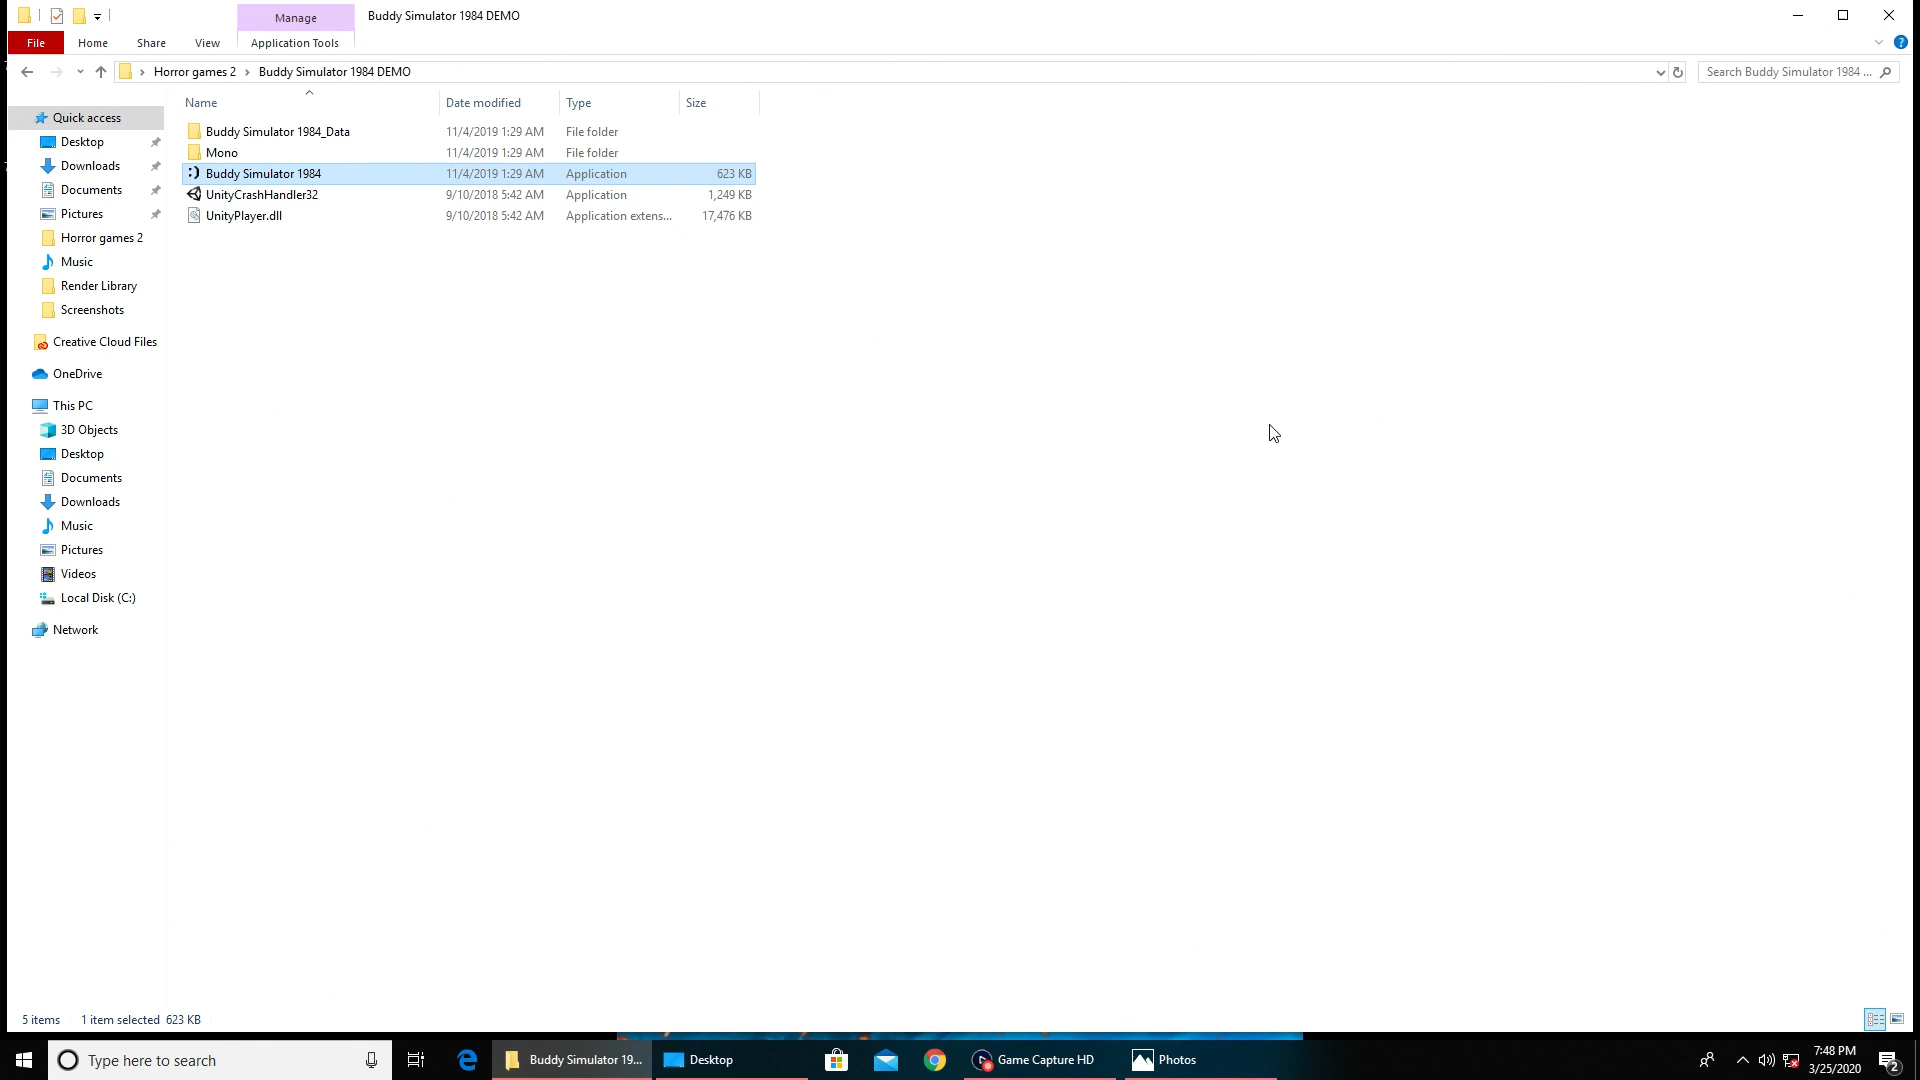 Manage
Buddy Simulator 1984 DEMO
File
Home
Share
View
Application Tools
Horror games 2
Buddy Simulator 1984 DEMO
Search Buddy Simulator 1984 ...
Name
Date modified
Type
Size
Buddy Simulator 1984_Data 11/4/2019 1:29 AM File folder
Mono 11/4/2019 1:29 AM File folder
Buddy Simulator 1984 11/4/2019 1:29 AM Application 623 KB
UnityCrashHandler32 9/10/2018 5:42 AM Application 1,249 KB
UnityPlayer.dll 9/10/2018 5:42 AM Application extens... 17,476 KB
Quick access
Desktop
Downloads
Documents
Pictures
Horror games 2
Music
Render Library
Screenshots
Creative Cloud Files
OneDrive
This PC
3D Objects
Desktop
Documents
Downloads
Music
Pictures
Videos
Local Disk (C:)
Network
5 items
1 item selected 623 KB
Type here to search
Buddy Simulator 19...
Desktop
Game Capture HD
Photos
7:48 PM
3/25/2020
2